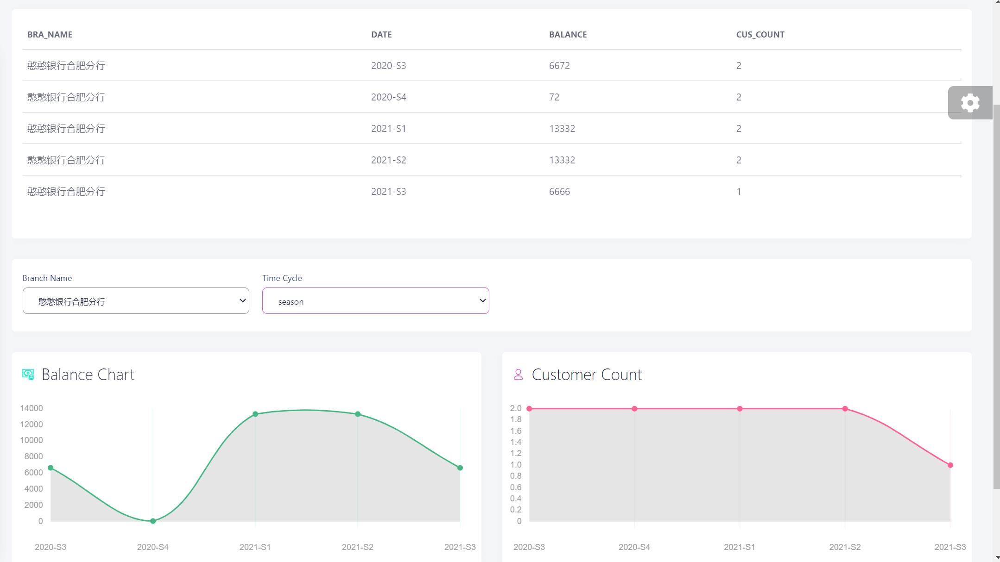 BRA_NAME DATE BALANCE CUS_COUNT
憨憨银行合肥分行 2020-S3 6672 2
憨憨银行合肥分行 2020-S4 72 2
憨憨银行合肥分行 2021-S1 13332 2
憨憨银行合肥分行 2021-S2 13332 2
憨憨银行合肥分行 2021-S3 6666 1
Branch Name Time Cycle
憨憨银行合肥分行 season
Balance Chart
14000
12000
10000
8000
6000
4000
2000
0
2020-S3 2020-S4 2021-S1 2021-S2 2021-S3
Customer Count
2.0
1.8
1.6
1.4
1.2
1.0
0.8
0.6
0.4
0.2
0
2020-S3 2020-S4 2021-S1 2021-S2 2021-S3